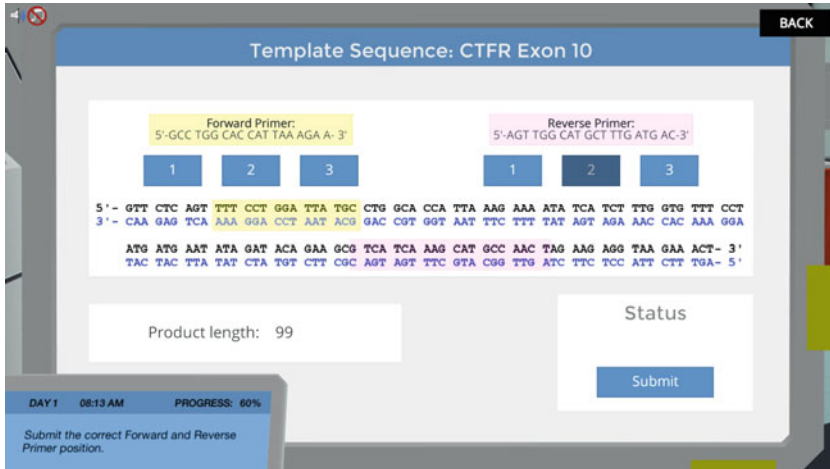 BACK
Template Sequence: CTFR Exon 10
Forward Primer:
5'-GCC TGG CAC CAT TAA AGA A- 3'
Reverse Primer:
5'-AGT TGG CAT GCT TTG ATG AC-3'
1 2 3
1 2 3
5'- GTT CTC AGT TTT CCT GGA TTA TGC CTG GCA CCA TTA AAG AAA ATA TCA TCT TTG GTG TTT CCT
3'- CAA GAG TCA AAA GGA CCT AAT ACG GAC CGT GGT AAT TTC TTT TAT AGT AGA AAC CAC AAA GGA
ATG ATG AAT ATA GAT ACA GAA GCG TCA TCA AAG CAT GCC AAC TAG AAG AGG TAA GAA ACT- 3'
TAC TAC TTA TAT CTA TGT CTT CGC AGT AGT TTC GTA CGG TTG ATC TTC TCC ATT CTT TGA- 5'
Product length: 99
Status
Submit
DAY 1 08:13 AM PROGRESS: 60%
Submit the correct Forward and Reverse
Primer position.